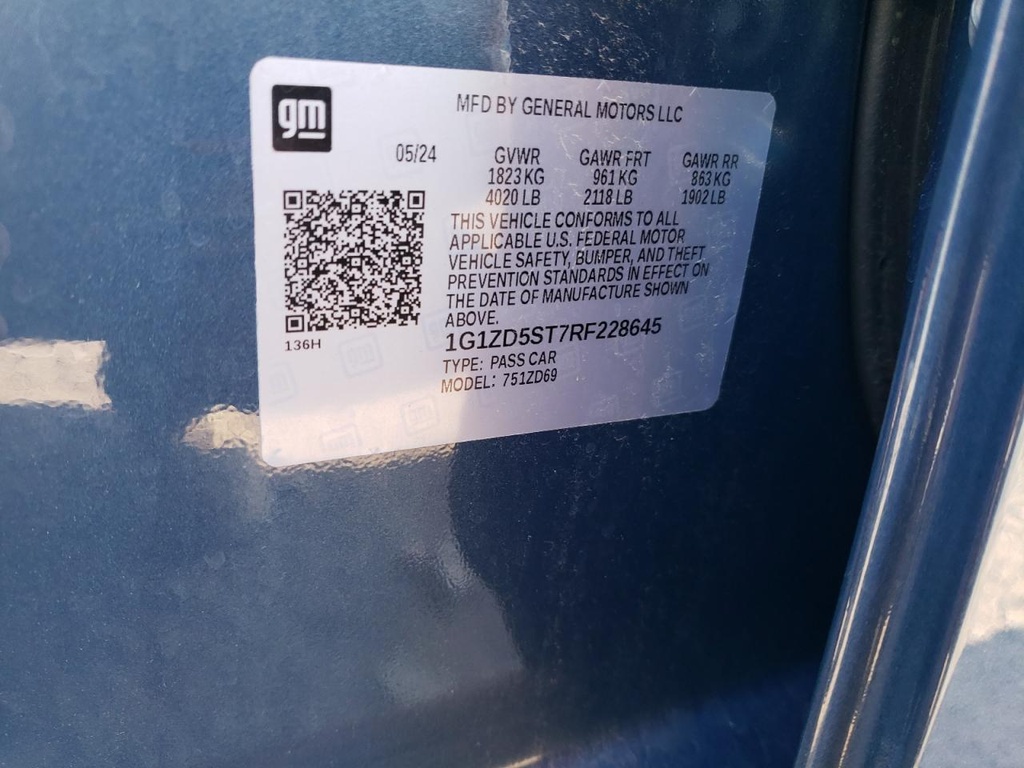 gm
MFD BY GENERAL MOTORS LLC
05/24 GVWR GAWR FRT GAWR RR
1823 KG 961 KG 863 KG
4020 LB 2118 LB 1902 LB
THIS VEHICLE CONFORMS TO ALL
APPLICABLE U.S. FEDERAL MOTOR
VEHICLE SAFETY, BUMPER, AND THEFT
PREVENTION STANDARDS IN EFFECT ON
THE DATE OF MANUFACTURE SHOWN
ABOVE.
136H
1G1ZD5ST7RF228645
TYPE: PASS CAR
MODEL: 751ZD69